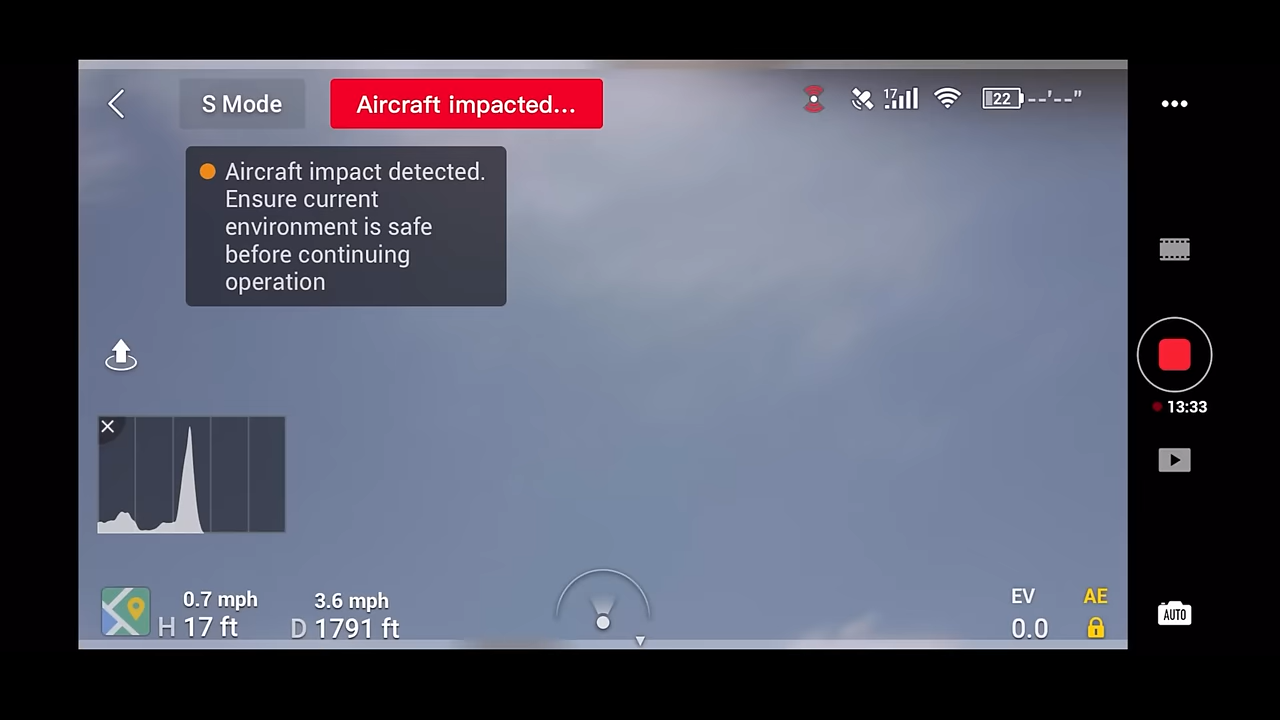 S Mode
Aircraft impacted...
17
22
--'--"
Aircraft impact detected.
Ensure current
environment is safe
before continuing
operation
13:33
0.7 mph
3.6 mph
H 17 ft
D 1791 ft
EV
AE
0.0
AUTO